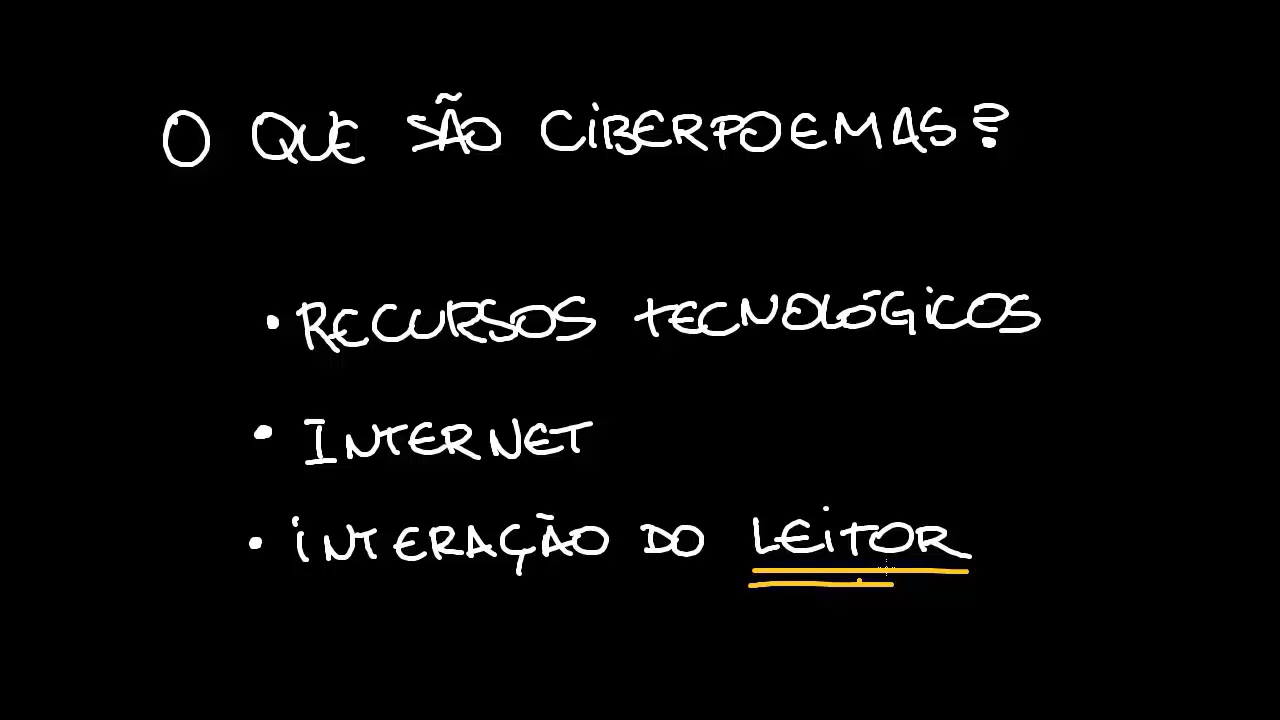 O QUE SÃO CIBERPOEMAS?
• RECURSOS TECNOLÓGICOS
• INTERNET
• INTERAÇÃO DO LEITOR